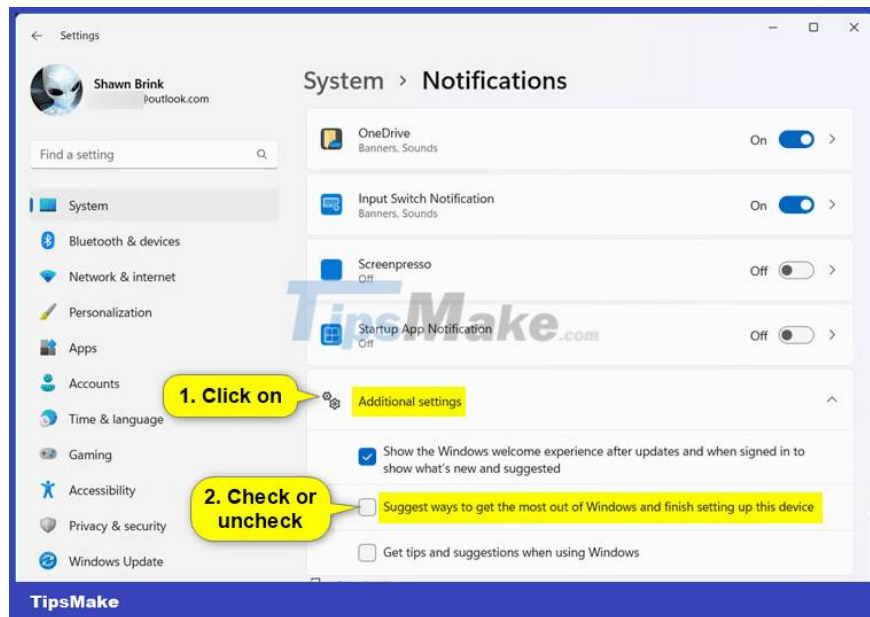 Settings
Shawn Brink
outlook.com
Find a setting
System
Bluetooth & devices
Network & internet
Personalization
Apps
Accounts
Time & language
Gaming
Accessibility
Privacy & security
Windows Update
System > Notifications
OneDrive
Banners, Sounds
On
Input Switch Notification
Banners, Sounds
On
Screenpresso
Off
Off
TipsMake.com
Startup App Notification
Off
Off
1. Click on
Additional settings
Show the Windows welcome experience after updates and when signed in to
show what's new and suggested
2. Check or
uncheck
Suggest ways to get the most out of Windows and finish setting up this device
Get tips and suggestions when using Windows
TipsMake